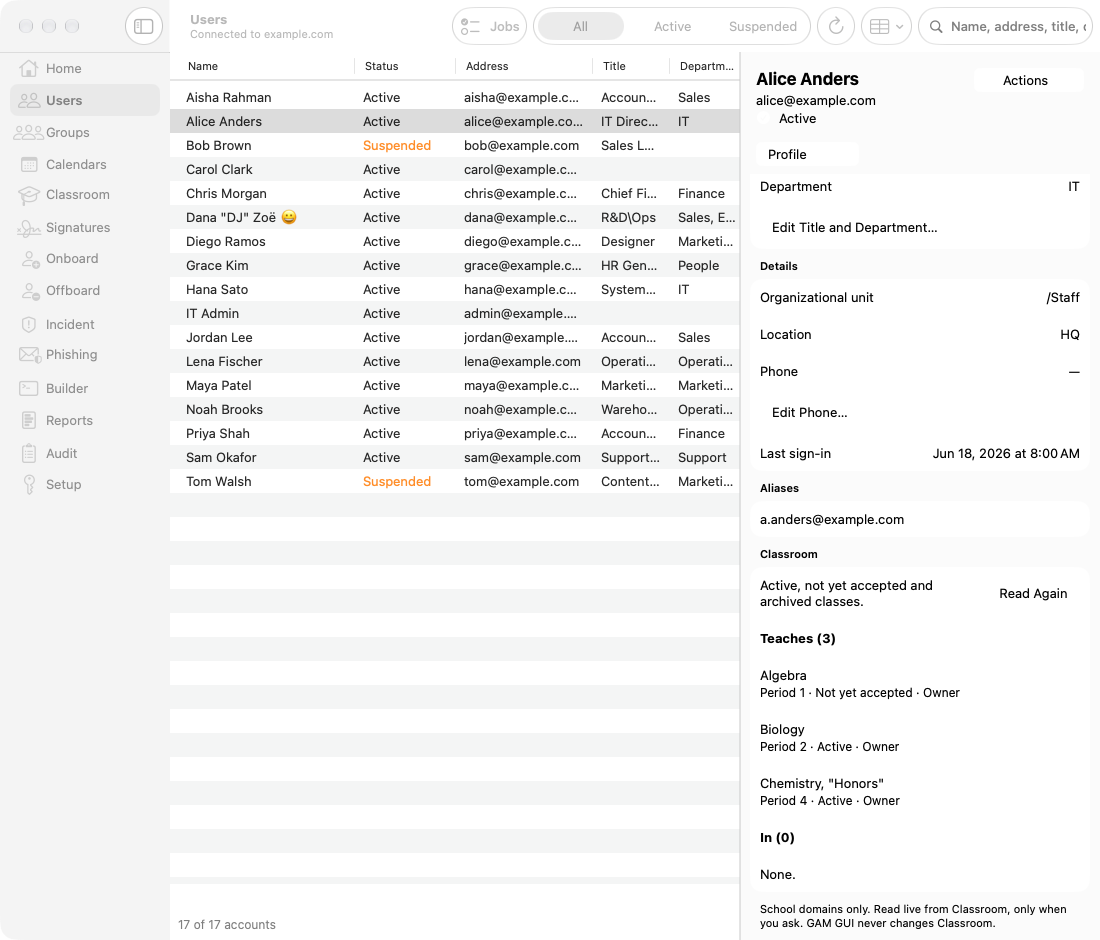 Users
Connected to example.com
Jobs
All
Active
Suspended
Name, address, title, c
Home
Users
Groups
Calendars
Classroom
Signatures
Onboard
Offboard
Incident
Phishing
Builder
Reports
Audit
Setup
Name Status Address Title Departm...
Aisha Rahman Active aisha@example.c... Accoun... Sales
Alice Anders Active alice@example.co... IT Direc... IT
Bob Brown Suspended bob@example.com Sales L...
Carol Clark Active carol@example.c...
Chris Morgan Active chris@example.c... Chief Fi... Finance
Dana "DJ" Zoë 😀 Active dana@example.c... R&D\Ops Sales, E...
Diego Ramos Active diego@example.c... Designer Marketi...
Grace Kim Active grace@example.c... HR Gen... People
Hana Sato Active hana@example.c... System... IT
IT Admin Active admin@example....
Jordan Lee Active jordan@example.... Accoun... Sales
Lena Fischer Active lena@example.com Operati... Operati...
Maya Patel Active maya@example.c... Marketi... Marketi...
Noah Brooks Active noah@example.c... Wareho... Operati...
Priya Shah Active priya@example.c... Accoun... Finance
Sam Okafor Active sam@example.com Support... Support
Tom Walsh Suspended tom@example.com Content... Marketi...
17 of 17 accounts
Alice Anders
Actions
alice@example.com
Active
Profile
Department IT
Edit Title and Department...
Details
Organizational unit /Staff
Location HQ
Phone —
Edit Phone...
Last sign-in Jun 18, 2026 at 8:00 AM
Aliases
a.anders@example.com
Classroom
Active, not yet accepted and
archived classes.
Read Again
Teaches (3)
Algebra
Period 1 · Not yet accepted · Owner
Biology
Period 2 · Active · Owner
Chemistry, "Honors"
Period 4 · Active · Owner
In (0)
None.
School domains only. Read live from Classroom, only when
you ask. GAM GUI never changes Classroom.